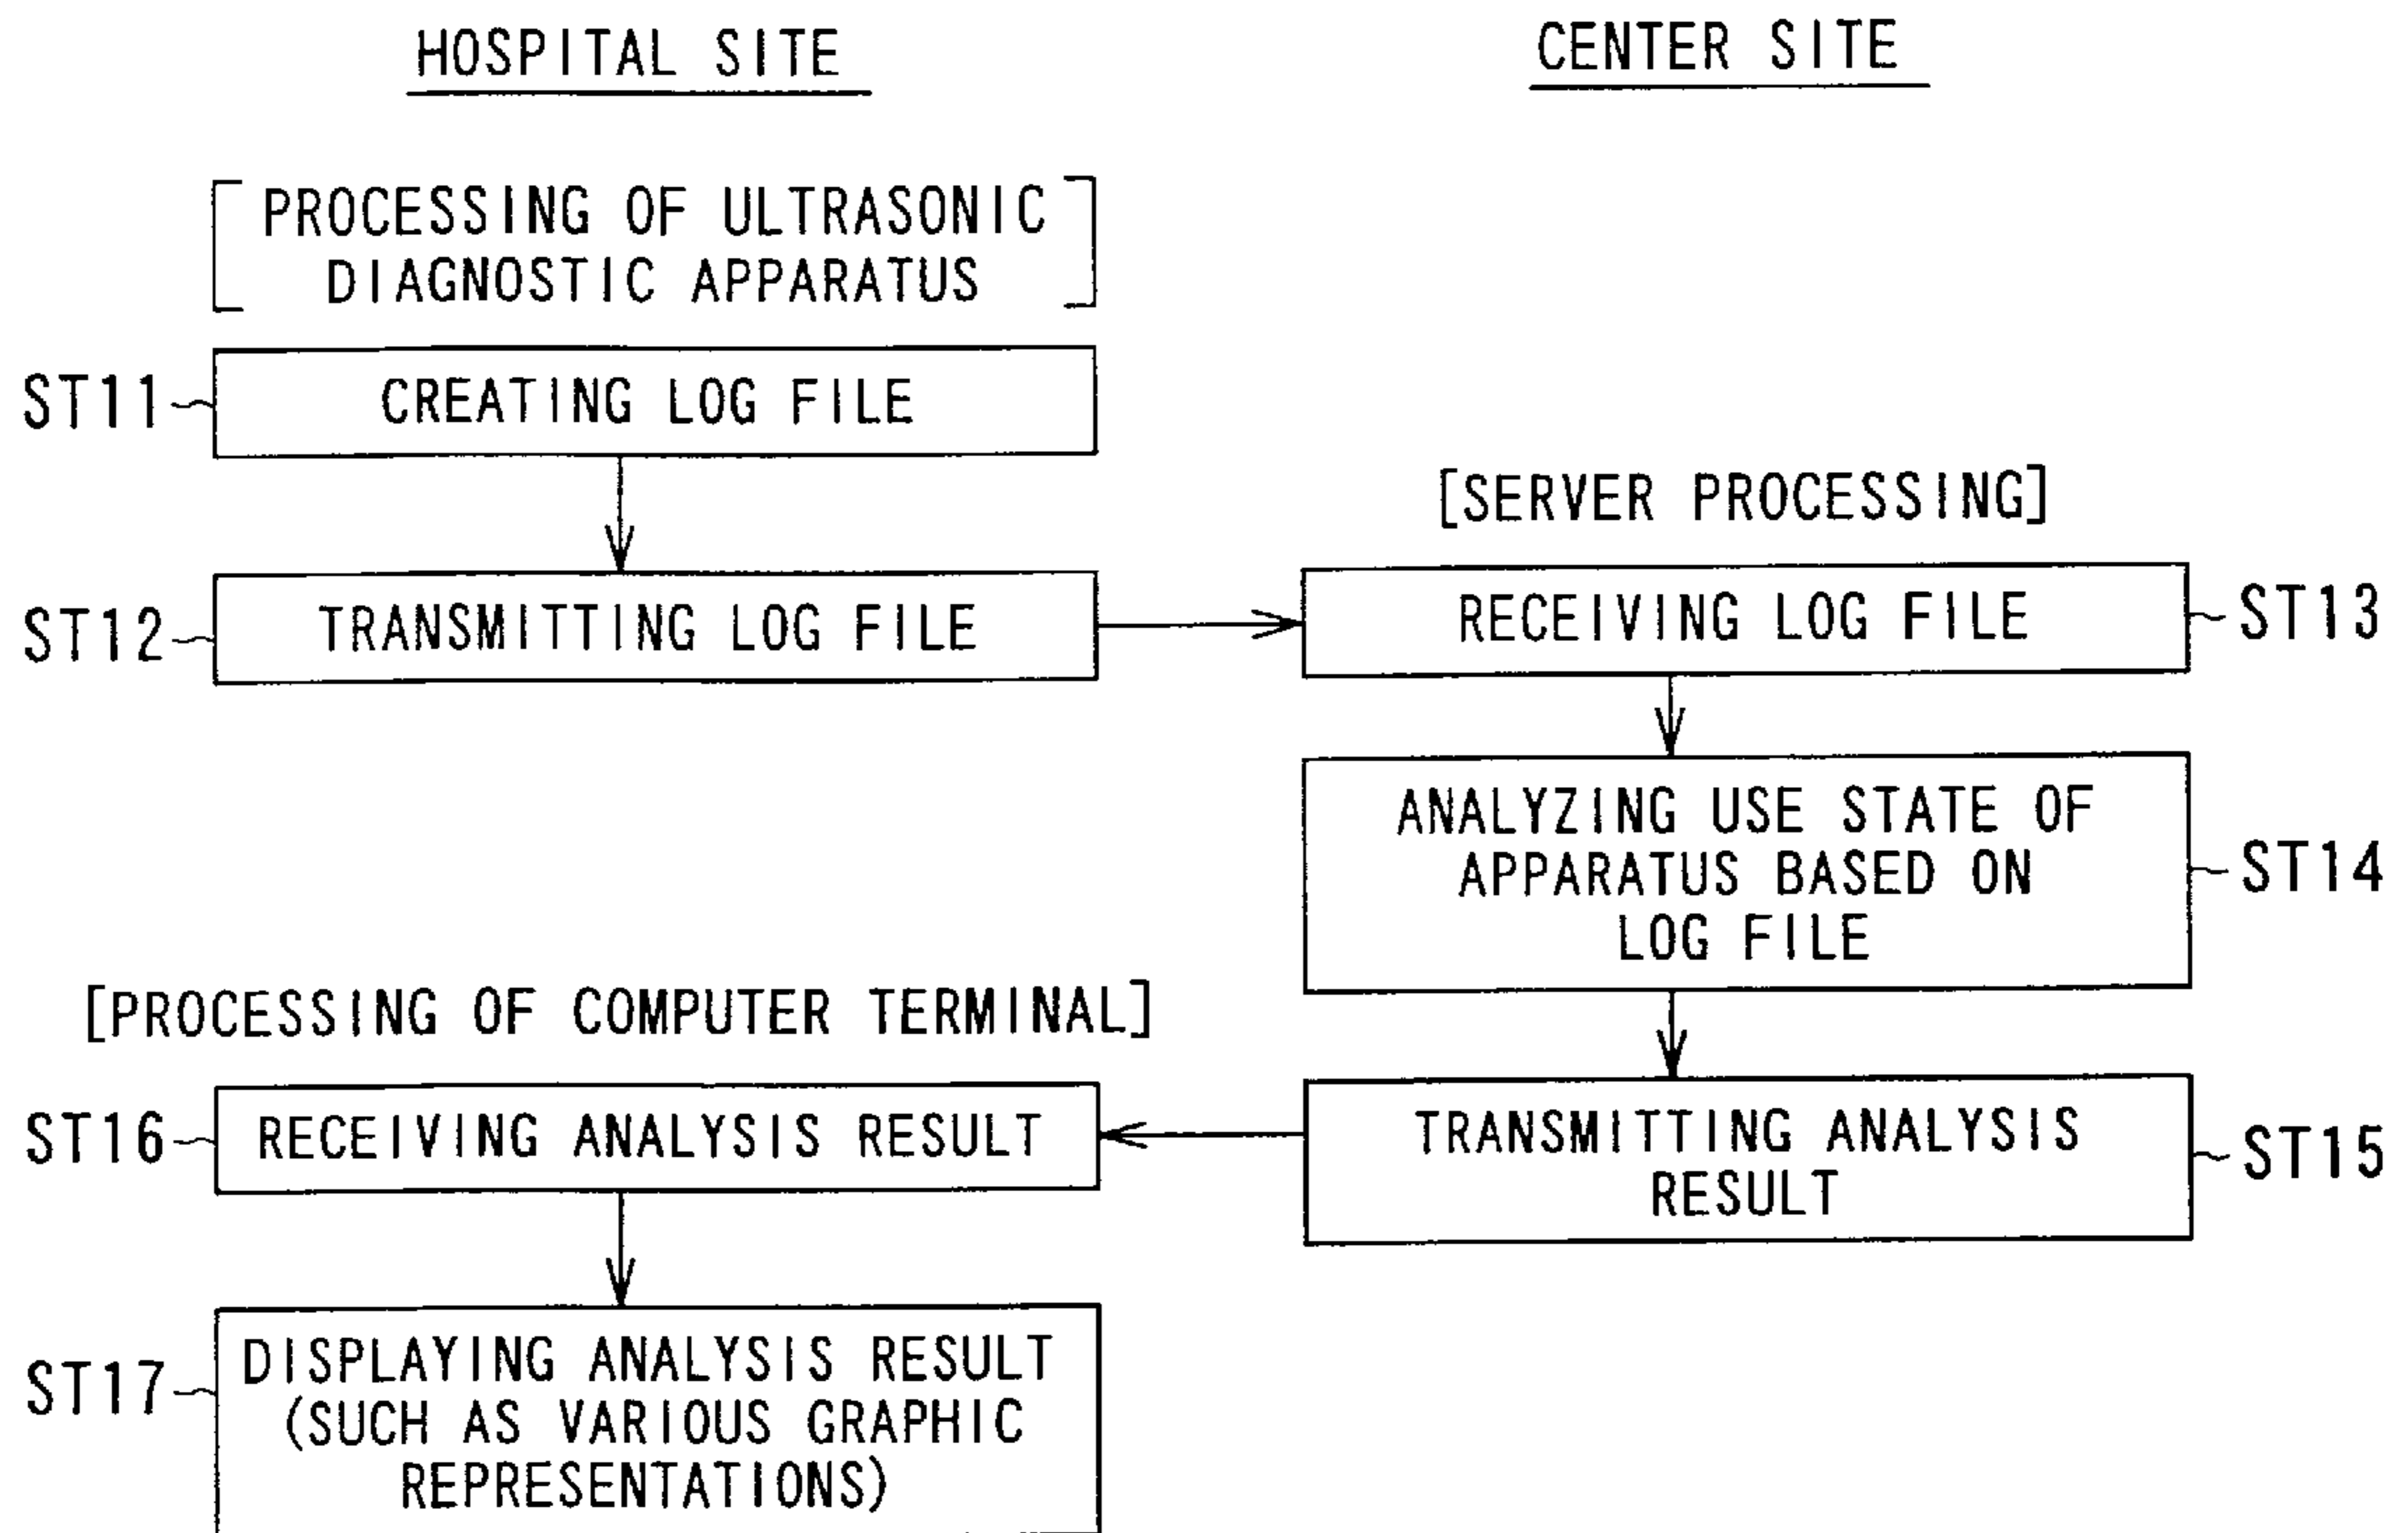 HOSPITAL SITE
CENTER SITE
[PROCESSING OF ULTRASONIC
DIAGNOSTIC APPARATUS]
ST11
CREATING LOG FILE
ST12
TRANSMITTING LOG FILE
[SERVER PROCESSING]
RECEIVING LOG FILE
ST13
ANALYZING USE STATE OF
APPARATUS BASED ON
LOG FILE
ST14
TRANSMITTING ANALYSIS
RESULT
ST15
[PROCESSING OF COMPUTER TERMINAL]
ST16
RECEIVING ANALYSIS RESULT
ST17
DISPLAYING ANALYSIS RESULT
(SUCH AS VARIOUS GRAPHIC
REPRESENTATIONS)